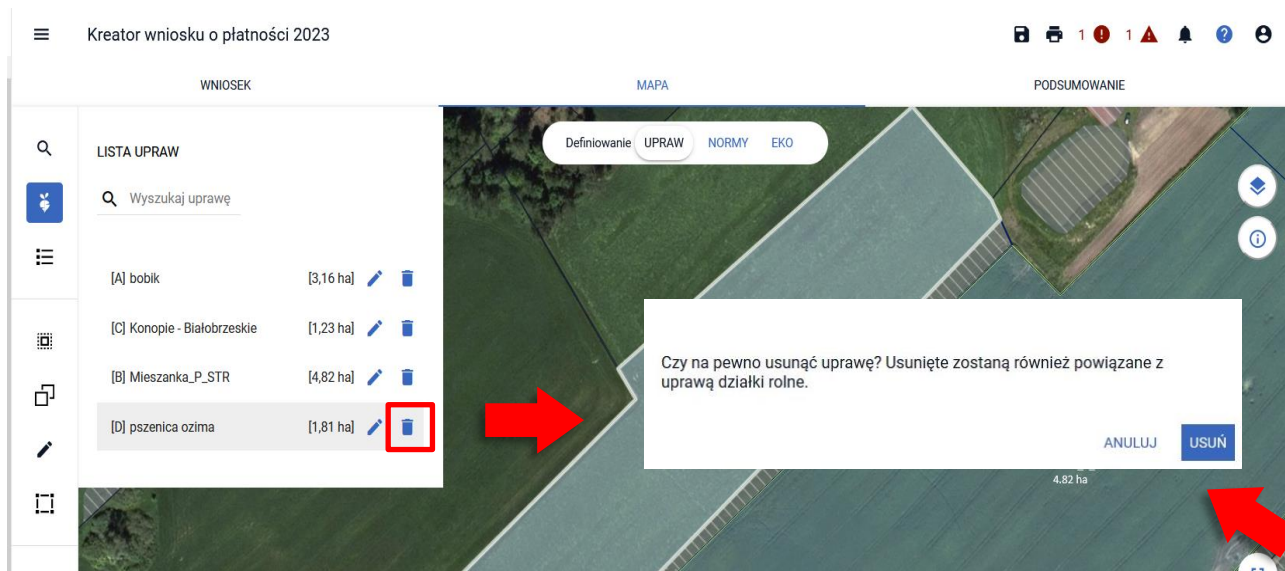 Kreator wniosku o płatności 2023
1 1
WNIOSEK MAPA PODSUMOWANIE
LISTA UPRAW
Definiowanie UPRAW NORMY EKO
Wyszukaj uprawę
[A] bobik [3,16 ha]
[C] Konopie - Białobrzeskie [1,23 ha]
[B] Mieszanka_P_STR [4,82 ha]
[D] pszenica ozima [1,81 ha]
Czy na pewno usunąć uprawę? Usunięte zostaną również powiązane z
uprawą działki rolne.
ANULUJ USUŃ
4.82 ha